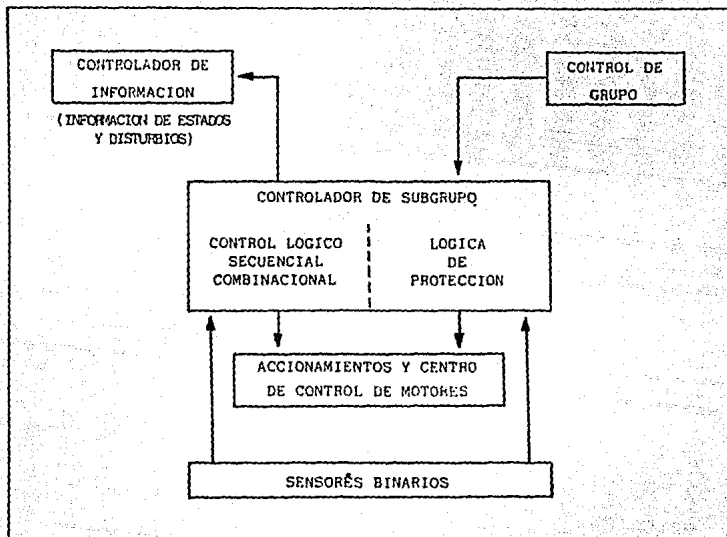 CONTROLADOR DE
INFORMACION
(INFORMACION DE ESTADOS
Y DISTURBIOS)
CONTROL DE
GRUPO
CONTROLADOR DE SUBGRUPO
CONTROL LOGICO
SECUENCIAL
COMBINACIONAL
LOGICA
DE
PROTECCION
ACCIONAMIENTOS Y CENTRO
DE CONTROL DE MOTORES
SENSORÉS BINARIOS